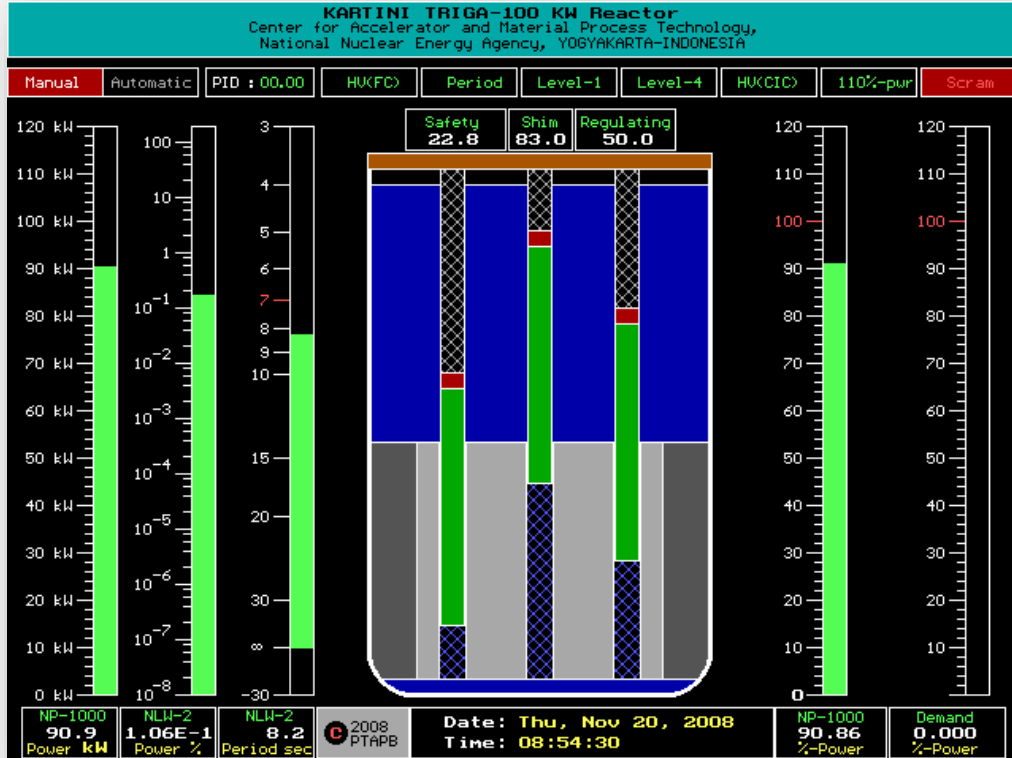 KARTINI TRIGA-100 KW Reactor
Center for Accelerator and Material Process Technology,
National Nuclear Energy Agency, YOGYAKARTA-INDONESIA
Manual Automatic PID : 00.00 HV(FC) Period Level-1 Level-4 HV(CIC) 110%-pwr Scram
Safety Shim Regulating
22.8 83.0 50.0
120 kW
110 kW
100 kW
90 kW
80 kW
70 kW
60 kW
50 kW
40 kW
30 kW
20 kW
10 kW
0 kW
100
10
1
10⁻¹
10⁻²
10⁻³
10⁻⁴
10⁻⁵
10⁻⁶
10⁻⁷
10⁻⁸
3
4
5
6
7
8
9
10
15
20
30
∞
-30
120
110
100
90
80
70
60
50
40
30
20
10
0
120
110
100
90
80
70
60
50
40
30
20
10
NP-1000
90.9
Power kW
NLW-2
1.06E-1
Power %
NLW-2
8.2
Period sec
C 2008
PTAPB
Date: Thu, Nov 20, 2008
Time: 08:54:30
NP-1000
90.86
%-Power
Demand
0.000
%-Power